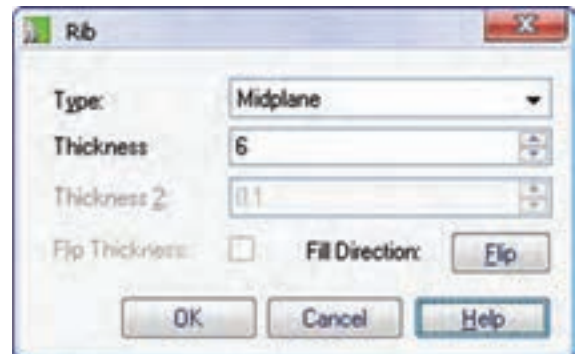 Rib
Type: Midplane
Thickness 6
Thickness 2: 0.1
Flip Thickness: Fill Direction: Flip
OK Cancel Help